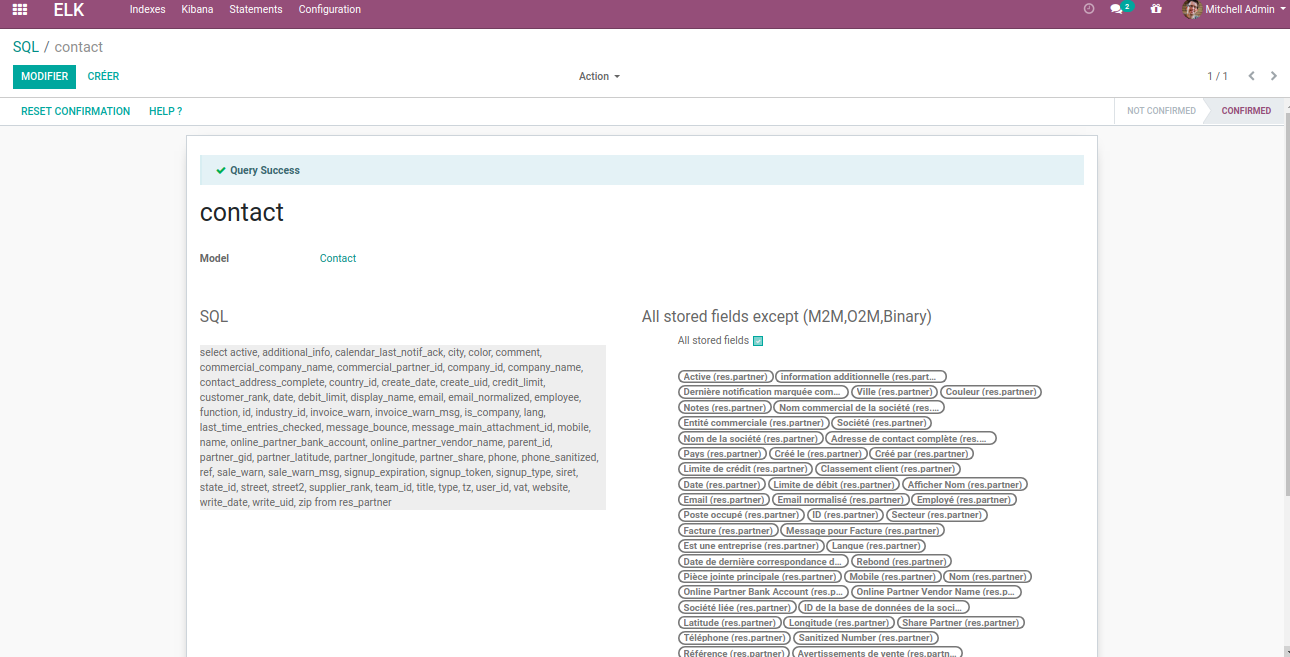 ELK Indexes Kibana Statements Configuration 2 Mitchell Admin
SQL / contact
MODIFIER CRÉER Action 1 / 1
RESET CONFIRMATION HELP ? NOT CONFIRMED CONFIRMED
Query Success
contact
Model Contact
SQL
select active, additional_info, calendar_last_notif_ack, city, color, comment,
commercial_company_name, commercial_partner_id, company_id, company_name,
contact_address_complete, country_id, create_date, create_uid, credit_limit,
customer_rank, date, debit_limit, display_name, email, email_normalized, employee,
function, id, industry_id, invoice_warn, invoice_warn_msg, is_company, lang,
last_time_entries_checked, message_bounce, message_main_attachment_id, mobile,
name, online_partner_bank_account, online_partner_vendor_name, parent_id,
partner_gid, partner_latitude, partner_longitude, partner_share, phone, phone_sanitized,
ref, sale_warn, sale_warn_msg, signup_expiration, signup_token, signup_type, siret,
state_id, street, street2, supplier_rank, team_id, title, type, tz, user_id, vat, website,
write_date, write_uid, zip from res_partner
All stored fields except (M2M,O2M,Binary)
All stored fields
Active (res.partner) information additionnelle (res.part...
Dernière notification marquée com... Ville (res.partner) Couleur (res.partner)
Notes (res.partner) Nom commercial de la société (res....
Entité commerciale (res.partner) Société (res.partner)
Nom de la société (res.partner) Adresse de contact complète (res....
Pays (res.partner) Créé le (res.partner) Créé par (res.partner)
Limite de crédit (res.partner) Classement client (res.partner)
Date (res.partner) Limite de débit (res.partner) Afficher Nom (res.partner)
Email (res.partner) Email normalisé (res.partner) Employé (res.partner)
Poste occupé (res.partner) ID (res.partner) Secteur (res.partner)
Facture (res.partner) Message pour Facture (res.partner)
Est une entreprise (res.partner) Langue (res.partner)
Date de dernière correspondance d... Rebond (res.partner)
Pièce jointe principale (res.partner) Mobile (res.partner) Nom (res.partner)
Online Partner Bank Account (res.p... Online Partner Vendor Name (res.p...
Société liée (res.partner) ID de la base de données de la soci...
Latitude (res.partner) Longitude (res.partner) Share Partner (res.partner)
Téléphone (res.partner) Sanitized Number (res.partner)
Référence (res.partner) Avertissements de vente (res.partn...